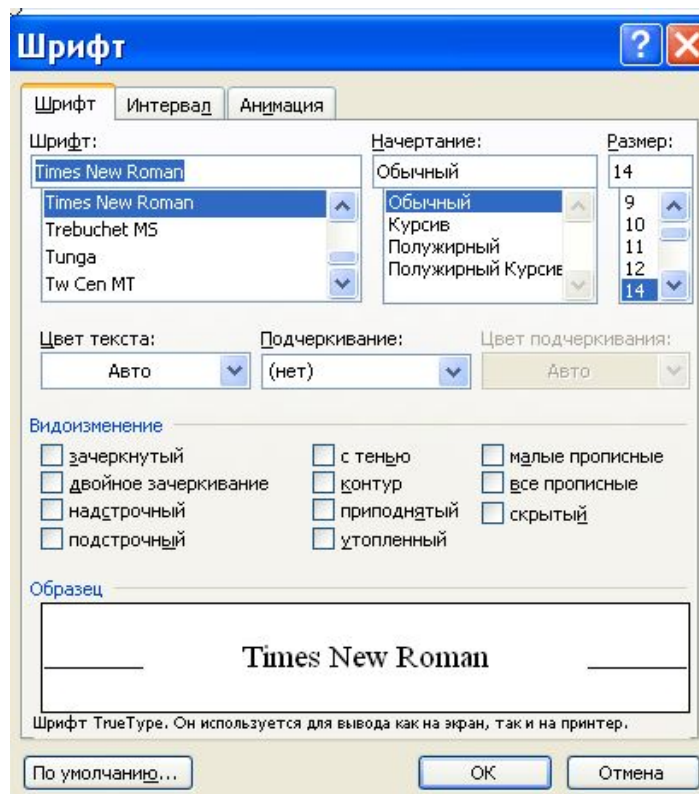 Шрифт
Шрифт Интервал Анимация
Шрифт: Начертание: Размер:
Times New Roman Обычный 14
Times New Roman Обычный 9
Trebuchet MS Курсив 10
Tunga Полужирный 11
Tw Cen MT Полужирный Курсив 12
14
Цвет текста: Подчеркивание: Цвет подчеркивания:
Авто (нет) Авто
Видоизменение
зачеркнутый с тенью малые прописные
двойное зачеркивание контур все прописные
надстрочный приподнятый скрытый
подстрочный утопленный
Образец
Times New Roman
Шрифт TrueType. Он используется для вывода как на экран, так и на принтер.
По умолчанию... ОК Отмена